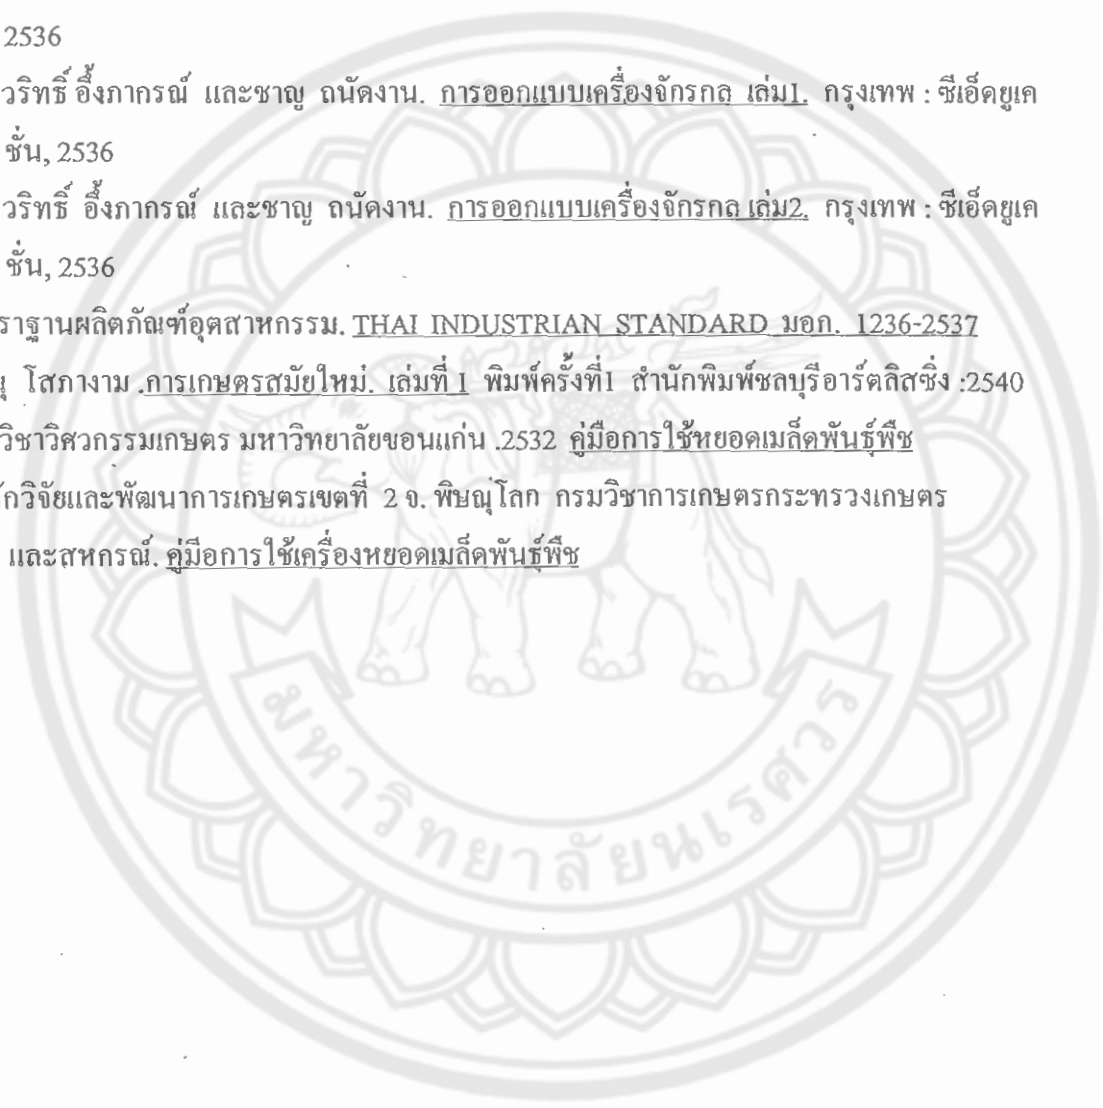 2536
วริทธิ์ อึ้งภากรณ์ และชาญ ถนัดงาน. การออกแบบเครื่องจักรกล เล่ม1. กรุงเทพ : ซีเอ็ดยูเค
ชั่น, 2536
วริทธิ์ อึ้งภากรณ์ และชาญ ถนัดงาน. การออกแบบเครื่องจักรกล เล่ม2. กรุงเทพ : ซีเอ็ดยูเค
ชั่น, 2536
ราฐานผลิตภัณฑ์อุตสาหกรรม. THAI INDUSTRIAN STANDARD มอก. 1236-2537
โสภางาม .การเกษตรสมัยใหม่. เล่มที่ 1 พิมพ์ครั้งที่1 สำนักพิมพ์ชลบุรีอาร์ตลิสซิ่ง :2540
วิชาวิศวกรรมเกษตร มหาวิทยาลัยขอนแก่น .2532 คู่มือการใช้หยอดเมล็ดพันธุ์พืช
กวิจัยและพัฒนาการเกษตรเขตที่ 2 จ. พิษณุโลก กรมวิชาการเกษตรกระทรวงเกษตร
และสหกรณ์. คู่มือการใช้เครื่องหยอดเมล็ดพันธุ์พืช
มหาวิทยาลัยนเรศวร